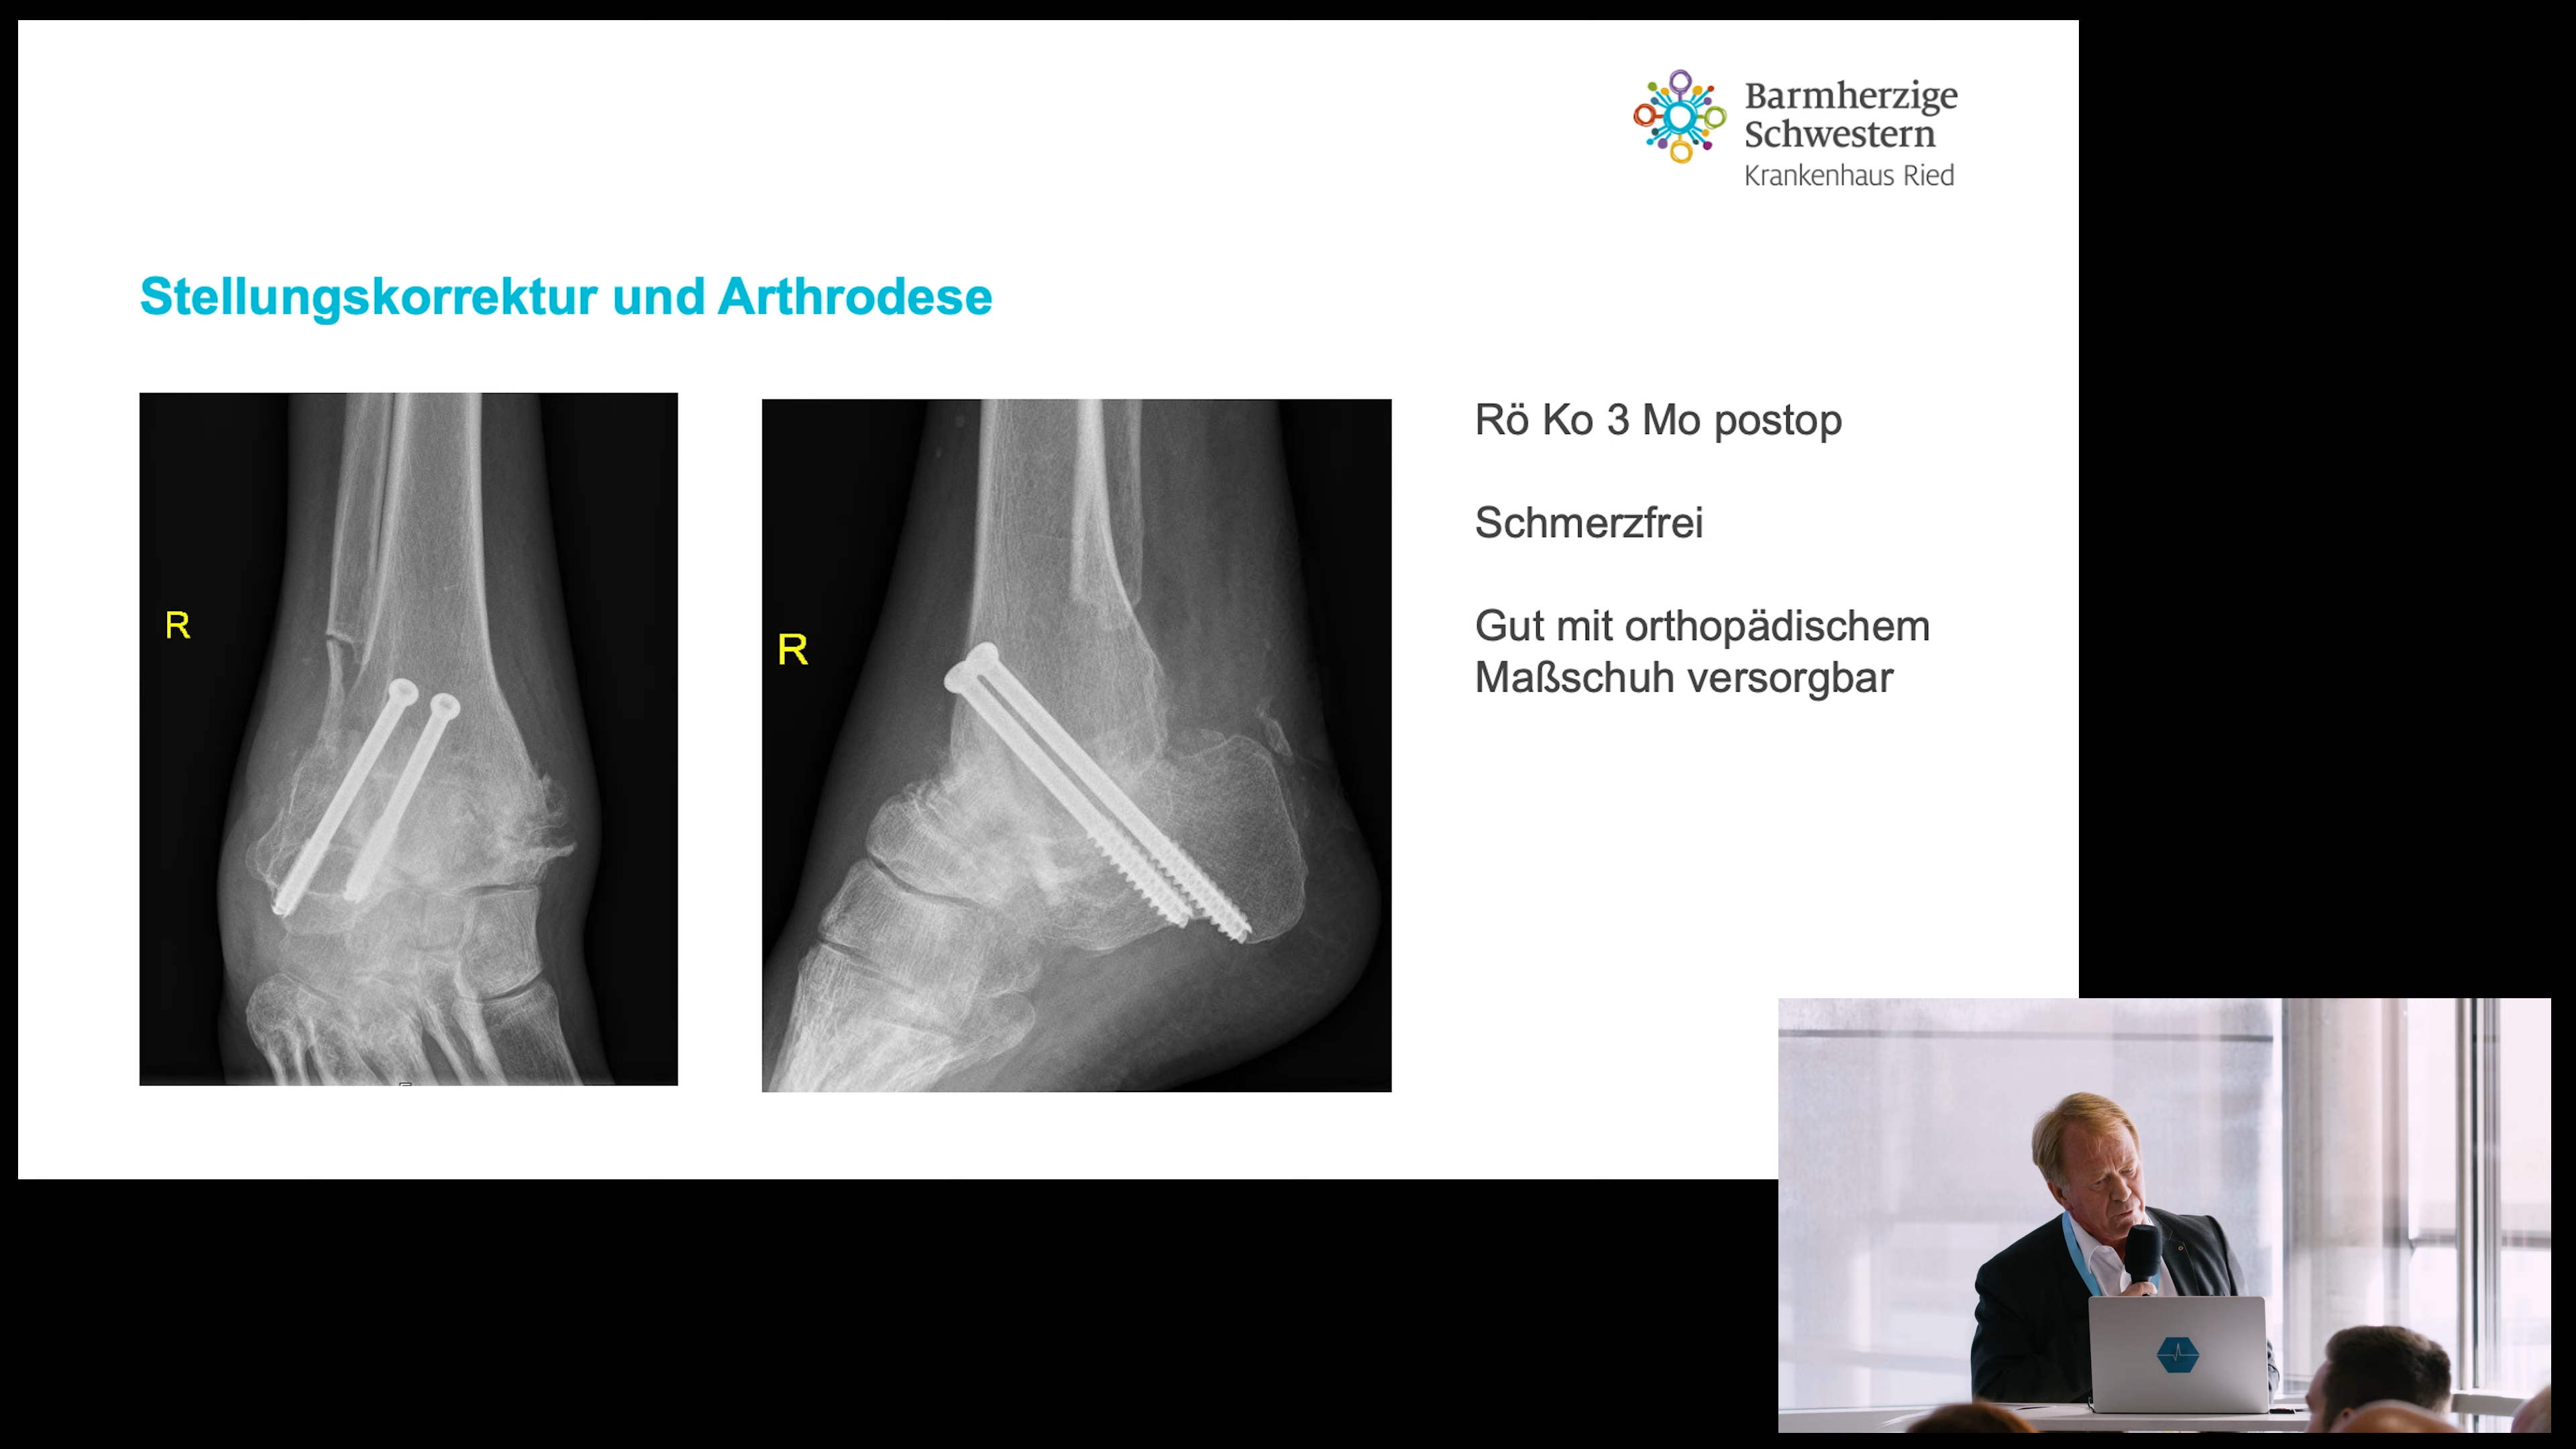 Barmherzige
Schwestern
Krankenhaus Ried
Stellungskorrektur und Arthrodese
R
R
Rö Ko 3 Mo postop
Schmerzfrei
Gut mit orthopädischem
Maßschuh versorgbar